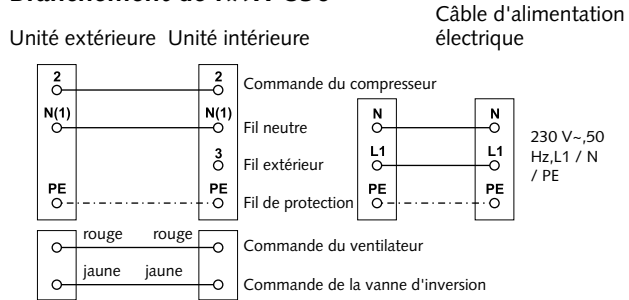 Câble d'alimentation
électrique
Unité extérieure Unité intérieure
2 2 Commande du compresseur
N(1) N(1) Fil neutre
3 Fil extérieur
PE PE Fil de protection
N N
L1 L1
PE PE
230 V~,50
Hz,L1 / N
/ PE
rouge rouge Commande du ventilateur
jaune jaune Commande de la vanne d'inversion